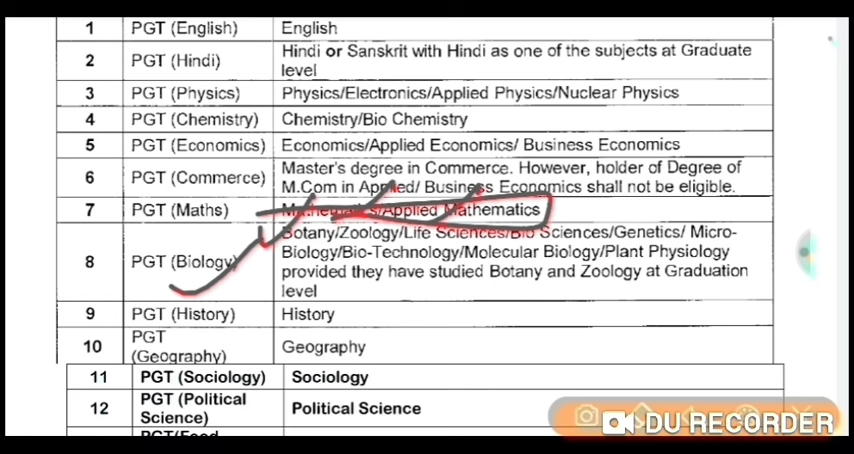 1 PGT (English) English
2 PGT (Hindi) Hindi or Sanskrit with Hindi as one of the subjects at Graduate
level
3 PGT (Physics) Physics/Electronics/Applied Physics/Nuclear Physics
4 PGT (Chemistry) Chemistry/Bio Chemistry
5 PGT (Economics) Economics/Applied Economics/ Business Economics
6 PGT (Commerce) Master's degree in Commerce. However, holder of Degree of
M.Com in Applied/ Business Economics shall not be eligible.
7 PGT (Maths) Mathematics/Applied Mathematics
8 PGT (Biology) Botany/Zoology/Life Sciences/Bio Sciences/Genetics/ Micro-
Biology/Bio-Technology/Molecular Biology/Plant Physiology
provided they have studied Botany and Zoology at Graduation
level
9 PGT (History) History
10 PGT
(Geography) Geography
11 PGT (Sociology) Sociology
12 PGT (Political
Science) Political Science
DU RECORDER